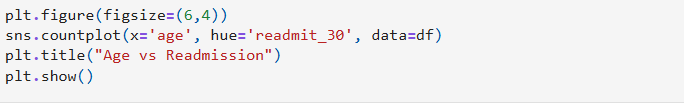 plt.figure(figsize=(6,4))
sns.countplot(x='age', hue='readmit_30', data=df)
plt.title("Age vs Readmission")
plt.show()